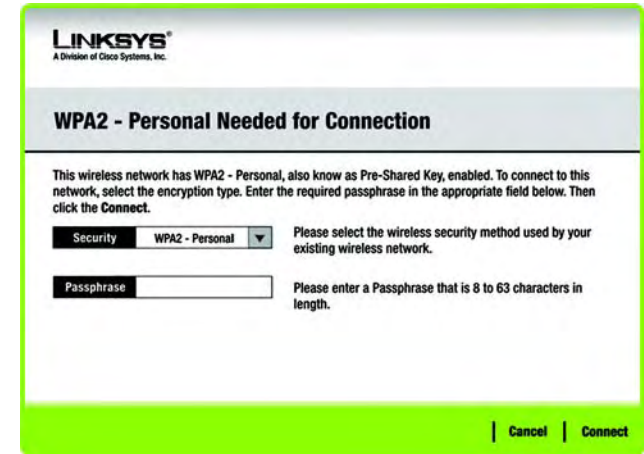 LINKSYS®
A Division of Cisco Systems, Inc.
WPA2 - Personal Needed for Connection
This wireless network has WPA2 - Personal, also know as Pre-Shared Key, enabled. To connect to this
network, select the encryption type. Enter the required passphrase in the appropriate field below. Then
click the Connect.
Security WPA2 - Personal
Please select the wireless security method used by your
existing wireless network.
Passphrase
Please enter a Passphrase that is 8 to 63 characters in
length.
Cancel Connect